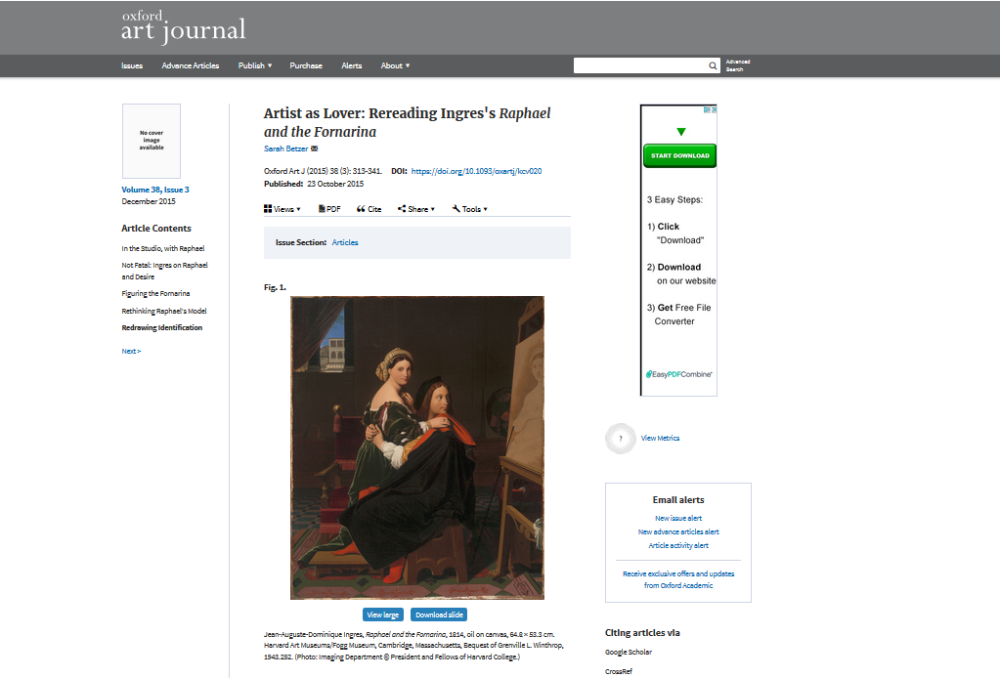 oxford
art journal
Issues Advance Articles Publish ▾ Purchase Alerts About ▾
Advanced
Search
No cover
image
available
Volume 38, Issue 3
December 2015
Article Contents
In the Studio, with Raphael
Not Fatal: Ingres on Raphael
and Desire
Figuring the Fornarina
Rethinking Raphael's Model
Redrawing Identification
Next >
Artist as Lover: Rereading Ingres's Raphael
and the Fornarina
Sarah Betzer
Oxford Art J (2015) 38 (3): 313-341. DOI: https://doi.org/10.1093/oxartj/kcv020
Published: 23 October 2015
Views ▾ PDF Cite Share ▾ Tools ▾
Issue Section: Articles
Fig. 1.
View large Download slide
Jean-Auguste-Dominique Ingres, Raphael and the Fornarina, 1814, oil on canvas, 64.8 × 53.3 cm.
Harvard Art Museums/Fogg Museum, Cambridge, Massachusetts, Bequest of Grenville L. Winthrop,
1943.252. (Photo: Imaging Department © President and Fellows of Harvard College.)
START DOWNLOAD
3 Easy Steps:
1) Click
"Download"
2) Download
on our website
3) Get Free File
Converter
EasyPDFCombine
?
View Metrics
Email alerts
New issue alert
New advance articles alert
Article activity alert
Receive exclusive offers and updates
from Oxford Academic
Citing articles via
Google Scholar
CrossRef